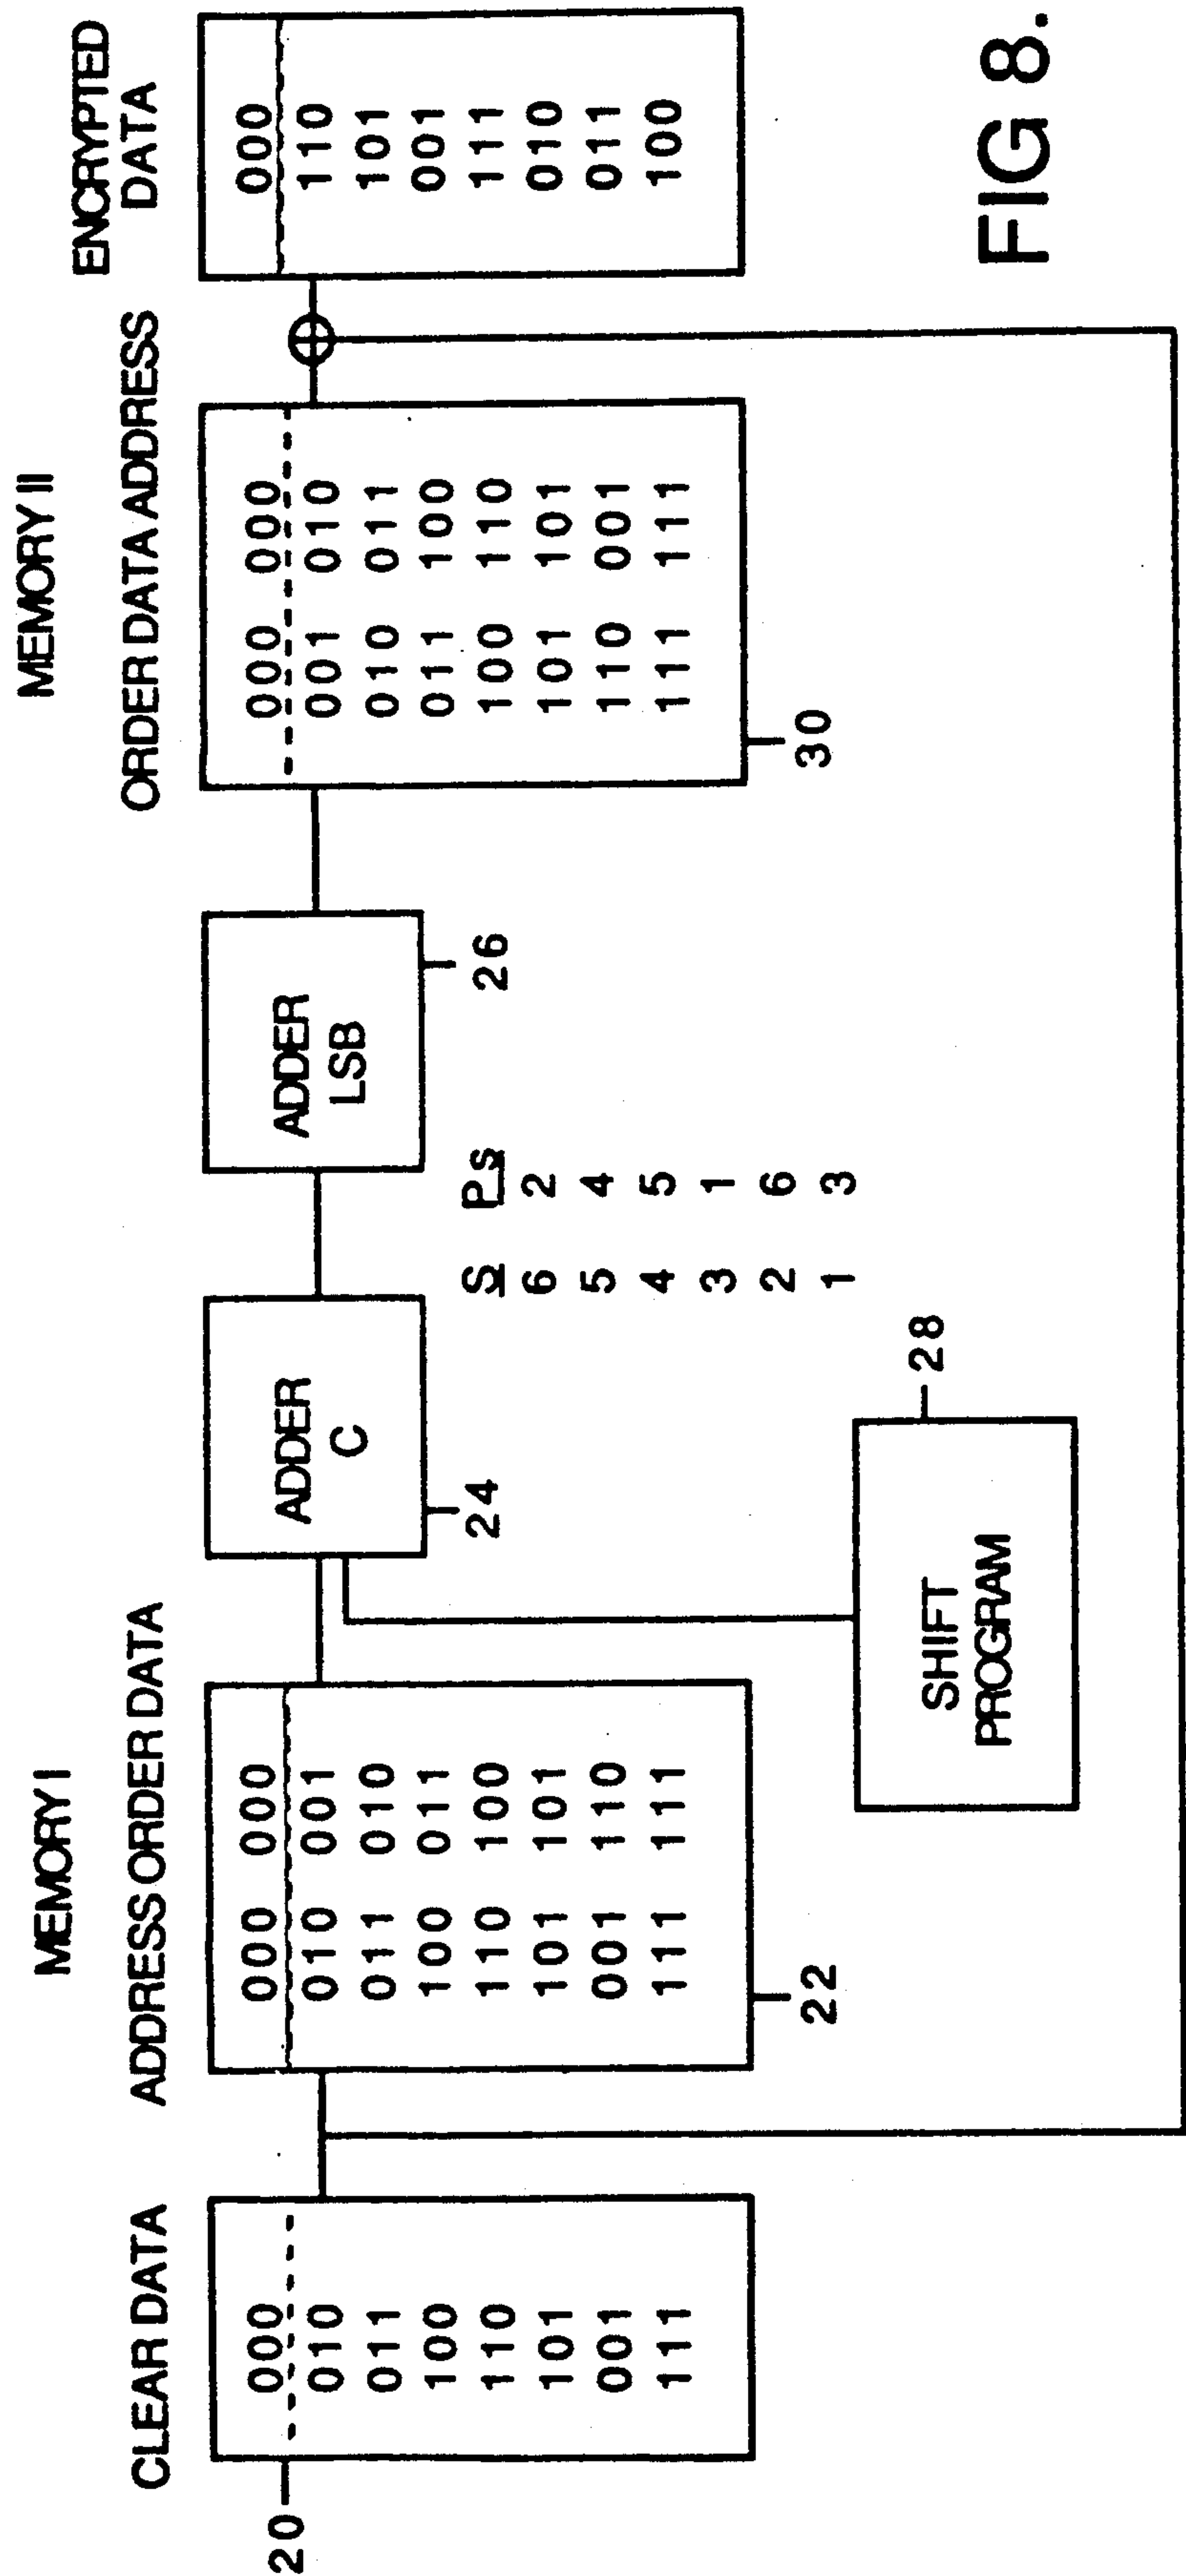 CLEAR DATA
20
000
010
011
100
110
101
001
111
MEMORY I
ADDRESS ORDER DATA
000 000
010 001
011 010
100 011
110 100
101 101
001 110
111 111
22
ADDER
C
24
SHIFT
PROGRAM
28
S Ps
6 2
5 4
4 5
3 1
2 6
1 3
ADDER
LSB
26
MEMORY II
ORDER DATA ADDRESS
000 000
001 010
010 011
011 100
100 110
101 101
110 001
111 111
30
ENCRYPTED
DATA
000
110
101
001
111
010
011
100
FIG 8.